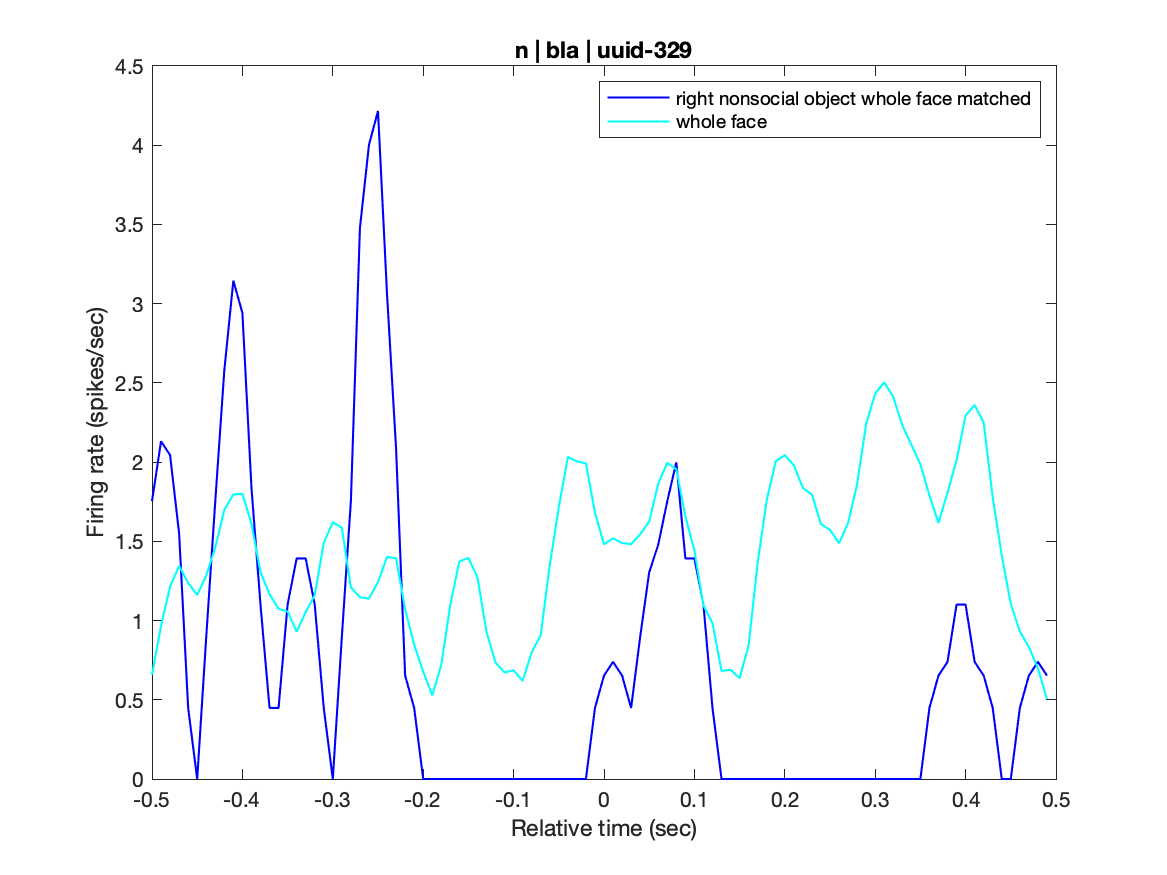 n | bla | uuid-329
right nonsocial object whole face matched
whole face
Firing rate (spikes/sec)
4.5
4
3.5
3
2.5
2
1.5
1
0.5
0
-0.5 -0.4 -0.3 -0.2 -0.1 0 0.1 0.2 0.3 0.4 0.5
Relative time (sec)